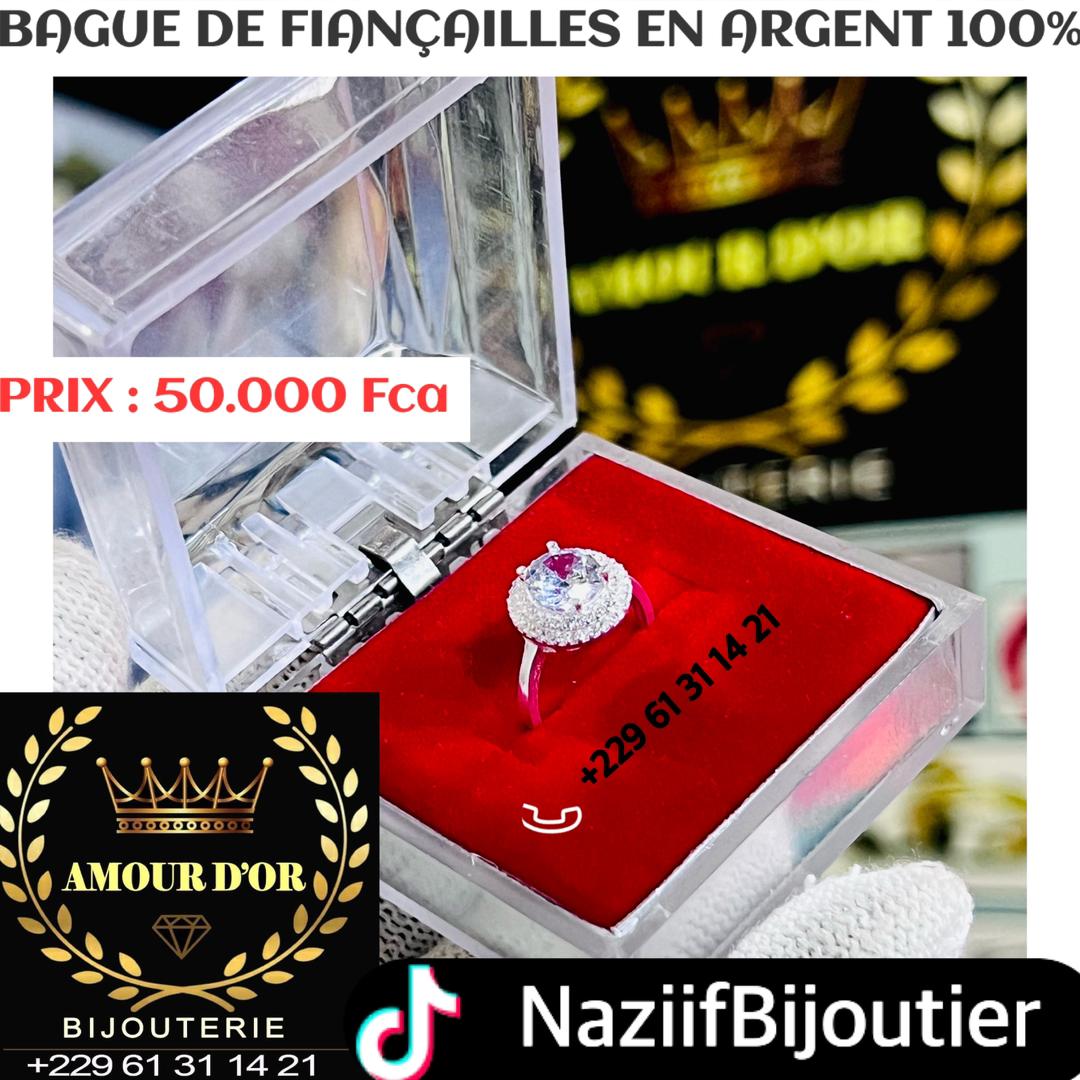 BAGUE DE FIANÇAILLES EN ARGENT 100%
PRIX : 50.000 Fca
+229 61 31 14 21
AMOUR D'OR
BIJOUTERIE
+229 61 31 14 21
NaziifBijoutier